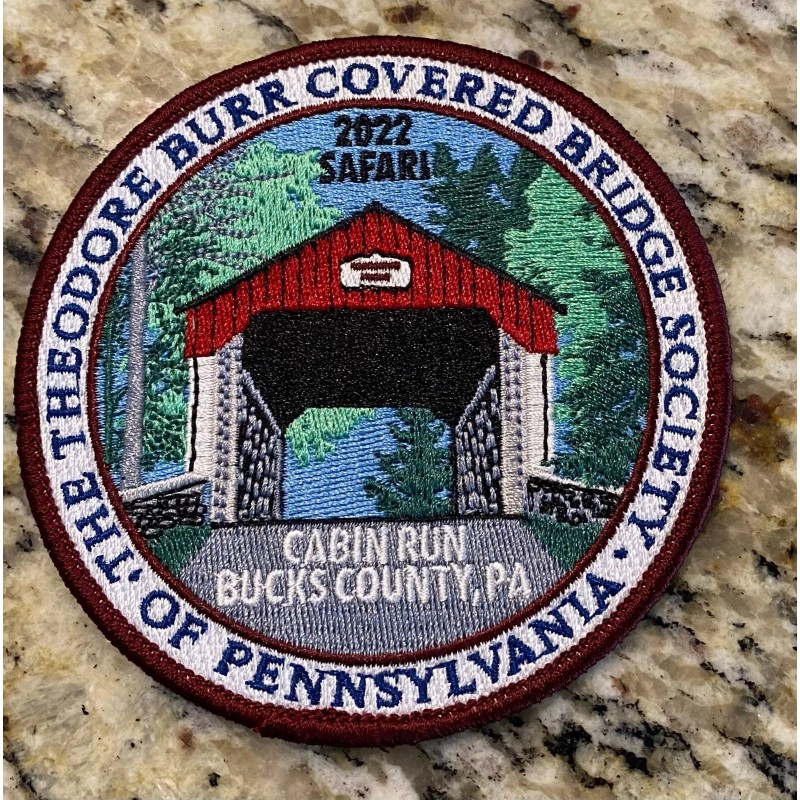 THE THEODORE BURR COVERED BRIDGE SOCIETY
• OF PENNSYLVANIA •
2022
SAFARI
CABIN RUN
BUCKS COUNTY, PA